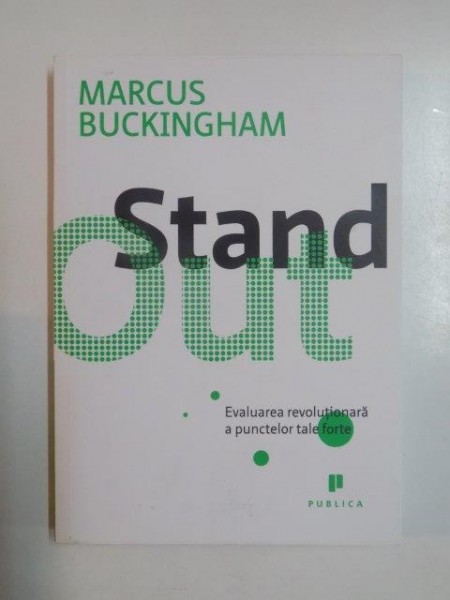 MARCUS
BUCKINGHAM
Stand
Out
Evaluarea revoluționară
a punctelor tale forte
PUBLICA